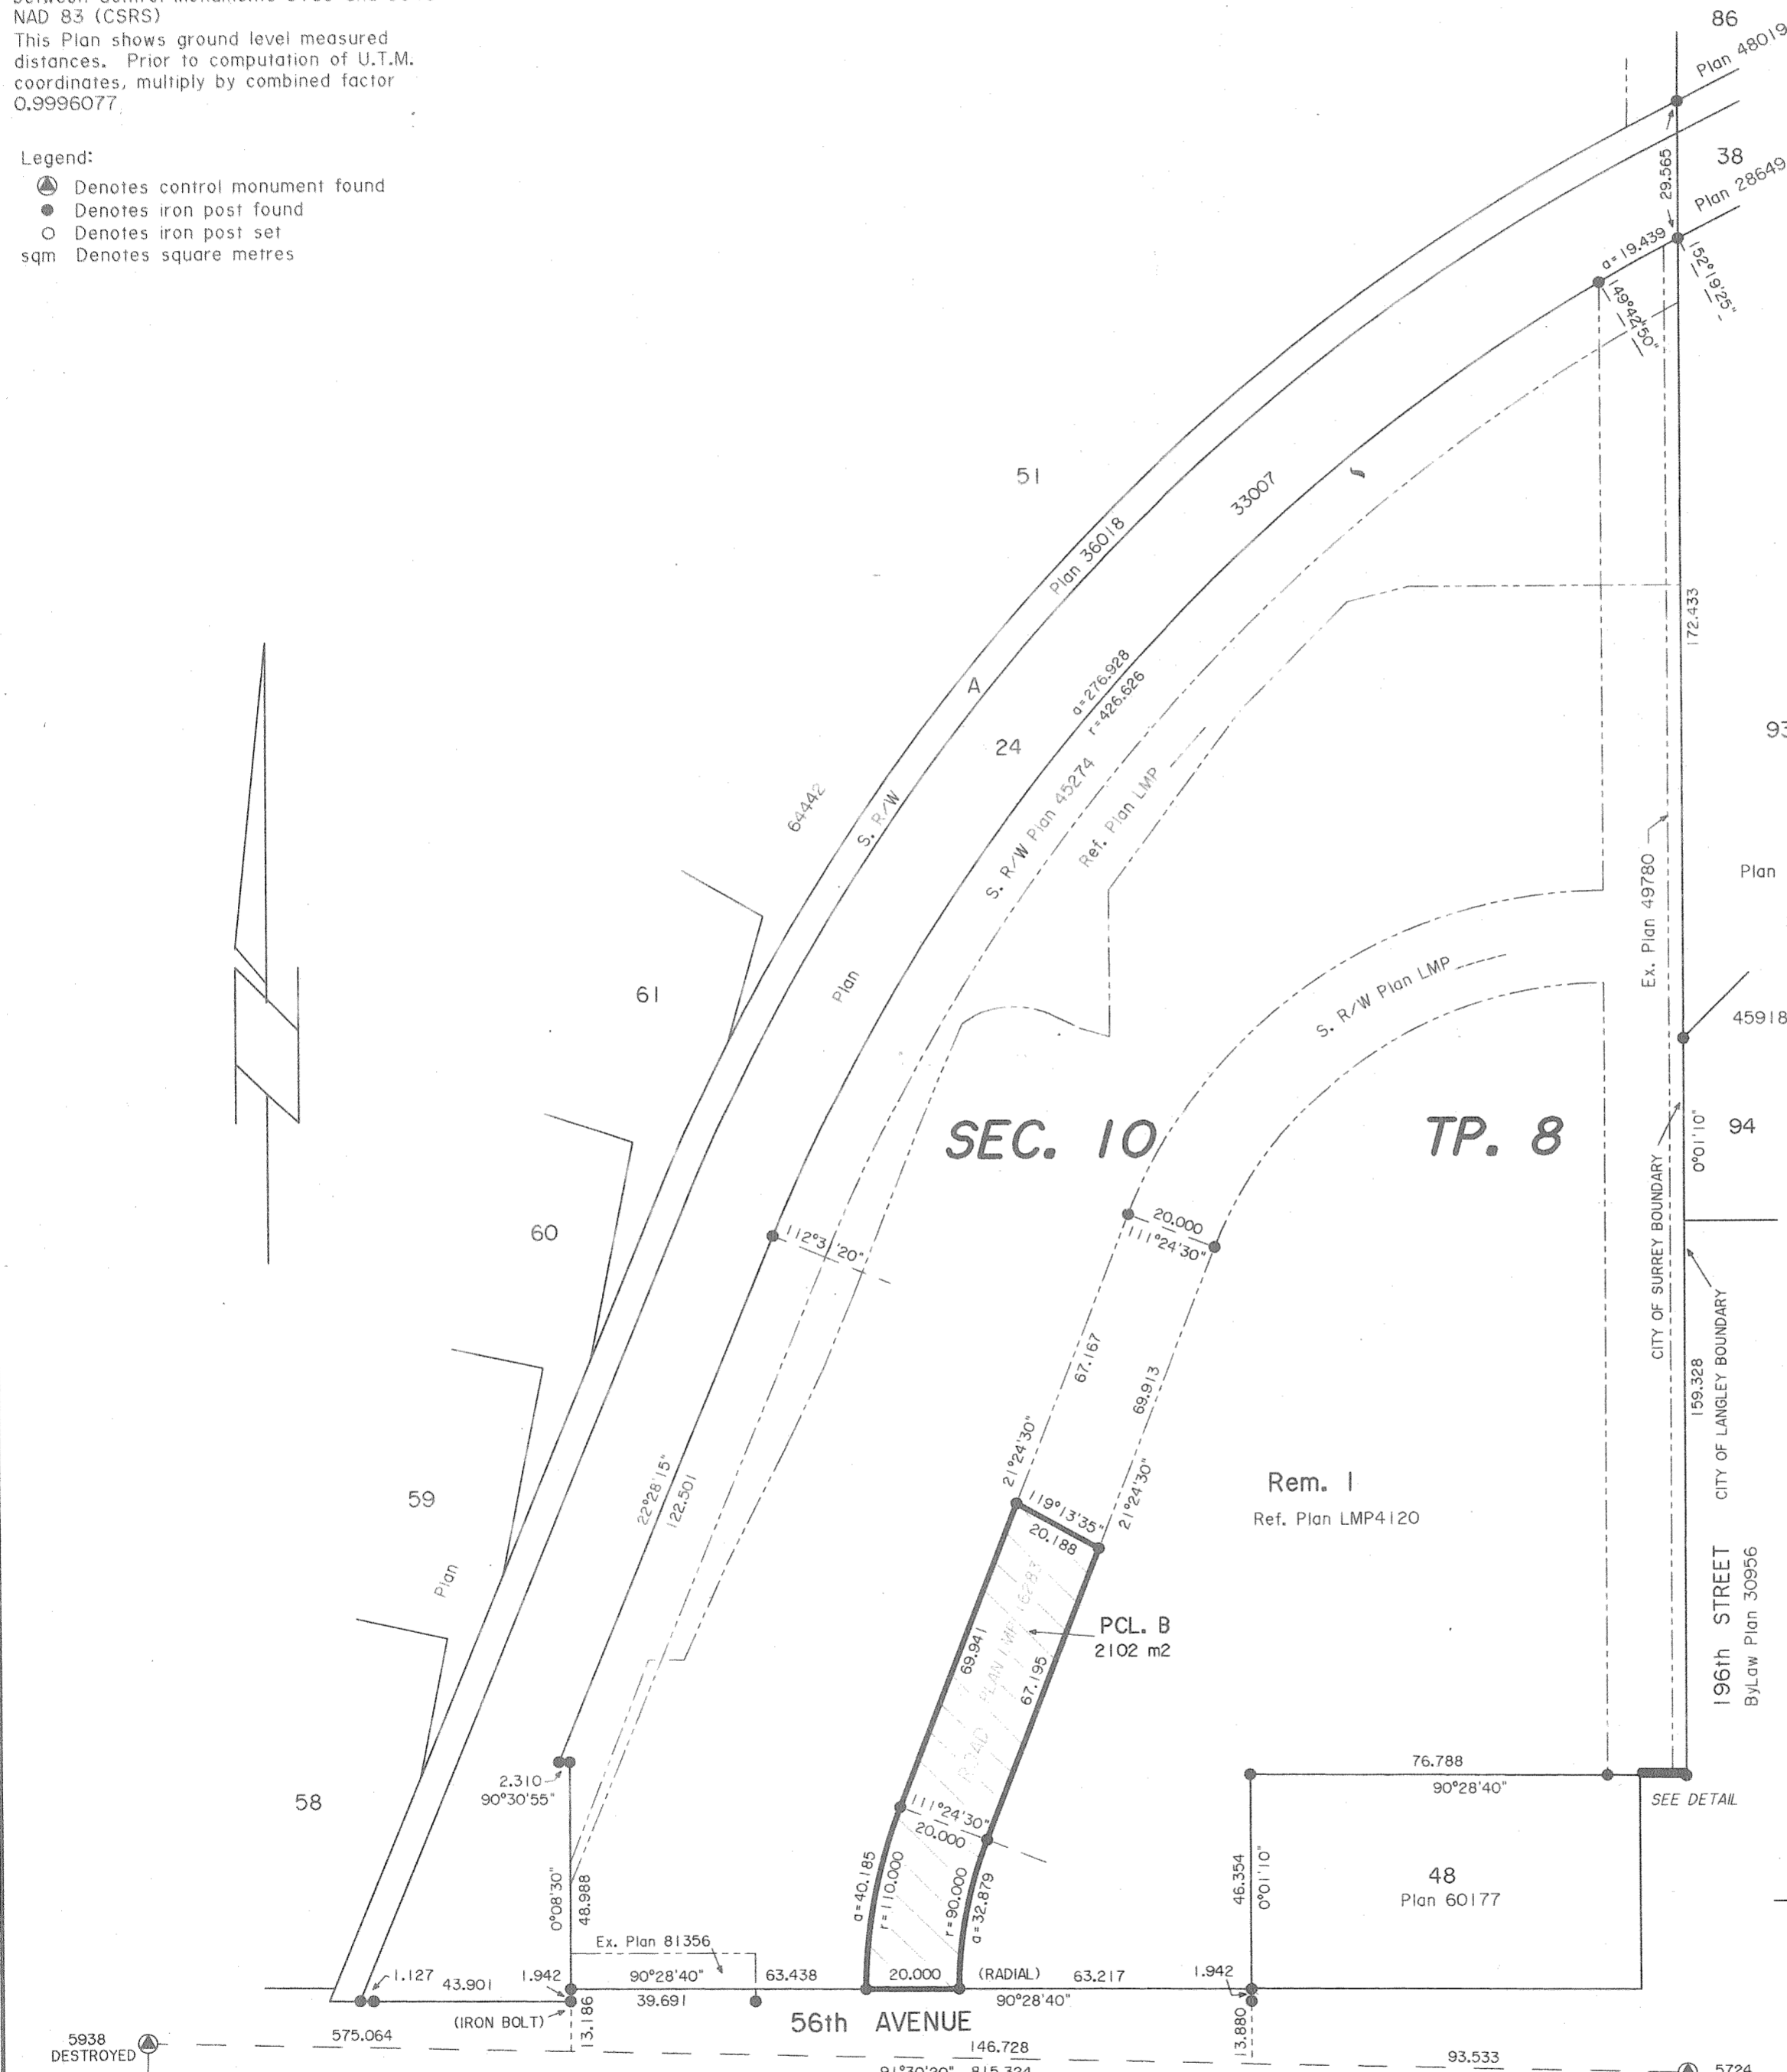 NAD 83 (CSRS)
This Plan shows ground level measured
distances. Prior to computation of U.T.M.
coordinates, multiply by combined factor
0.9996077
Legend:
Denotes control monument found
Denotes iron post found
Denotes iron post set
sqm Denotes square metres
86
Plan 48019
38
29.565
Plan 28649
a=19.439
152°19'25"
149°42'50"
51
33007
Plan 36018
172.433
A
a=276.928
r=426.626
24
S. R/W Plan 45274
Ref. Plan LMP
64442
S. R/W
Plan
93
Plan
Ex. Plan 49780
61
S. R/W Plan LMP
45918
SEC. 10
TP. 8
0°01'10"
94
CITY OF SURREY BOUNDARY
60
112°31'20"
20.000
111°24'30"
CITY OF LANGLEY BOUNDARY
159.328
67.167
69.913
22°28'15"
122.501
59
21°24'30"
21°24'30"
119°13'35"
20.188
Rem. 1
Ref. Plan LMP4120
Plan
196th STREET
ByLaw Plan 30956
PCL. B
2102 m2
69.941
67.195
ROAD PLAN LMP
2.310
90°30'55"
58
76.788
90°28'40"
SEE DETAIL
111°24'30"
20.000
a=40.185
r=110.000
r=90.000
a=32.879
46.354
0°01'10"
48
Plan 60177
0°08'30"
48.988
Ex. Plan 81356
1.127
43.901
1.942
90°28'40"
63.438
20.000
(RADIAL)
63.217
1.942
39.691
90°28'40"
(IRON BOLT)
13.186
56th AVENUE
13.880
5938
DESTROYED
575.064
146.728
93.533
5724
91°30'20" 815.324